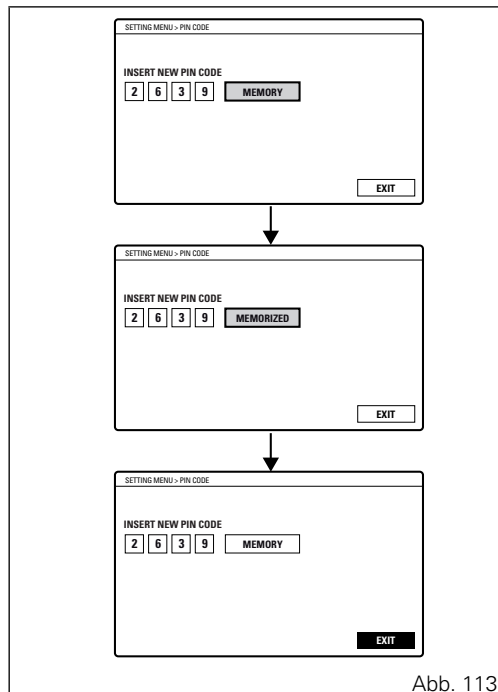 SETTING MENU > PIN CODE
INSERT NEW PIN CODE
2 6 3 9 MEMORY
EXIT
SETTING MENU > PIN CODE
INSERT NEW PIN CODE
2 6 3 9 MEMORIZED
EXIT
SETTING MENU > PIN CODE
INSERT NEW PIN CODE
2 6 3 9 MEMORY
EXIT
Abb. 113